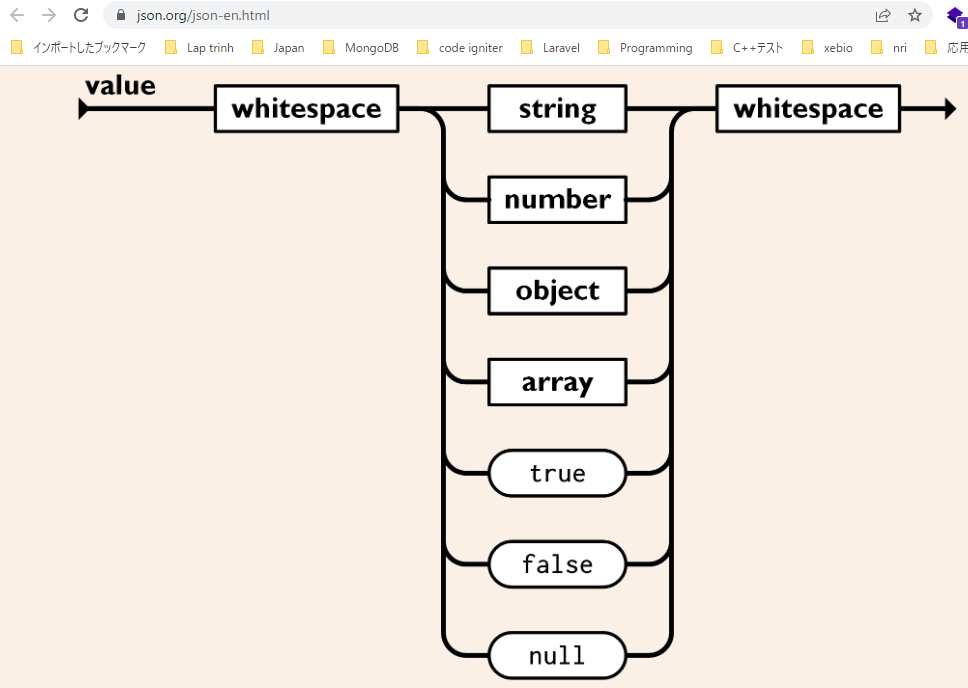 json.org/json-en.html
1
インポートしたブックマーク Lap trinh Japan MongoDB code igniter Laravel Programming C++テスト xebio nri 応用
value
whitespace string whitespace
number
object
array
true
false
null